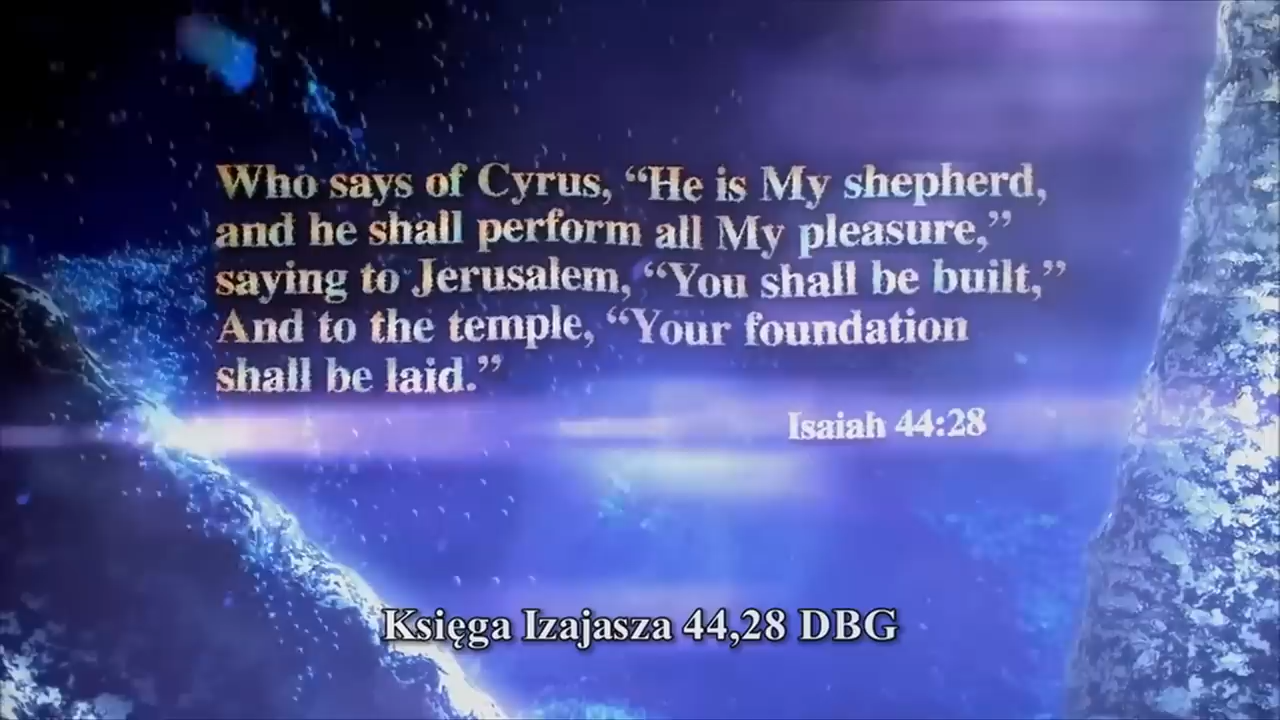 Who says of Cyrus, “He is My shepherd,
and he shall perform all My pleasure,”
saying to Jerusalem, “You shall be built,”
And to the temple, “Your foundation
shall be laid.”
Isaiah 44:28
Księga Izajasza 44,28 DBG